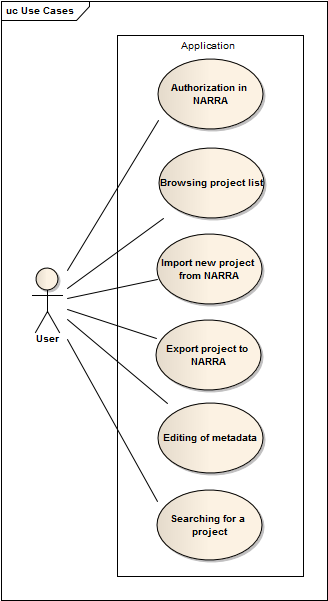 uc Use Cases
Application
Authorization in
NARRA
Browsing project list
Import new project
from NARRA
User
Export project to
NARRA
Editing of metadata
Searching for a
project